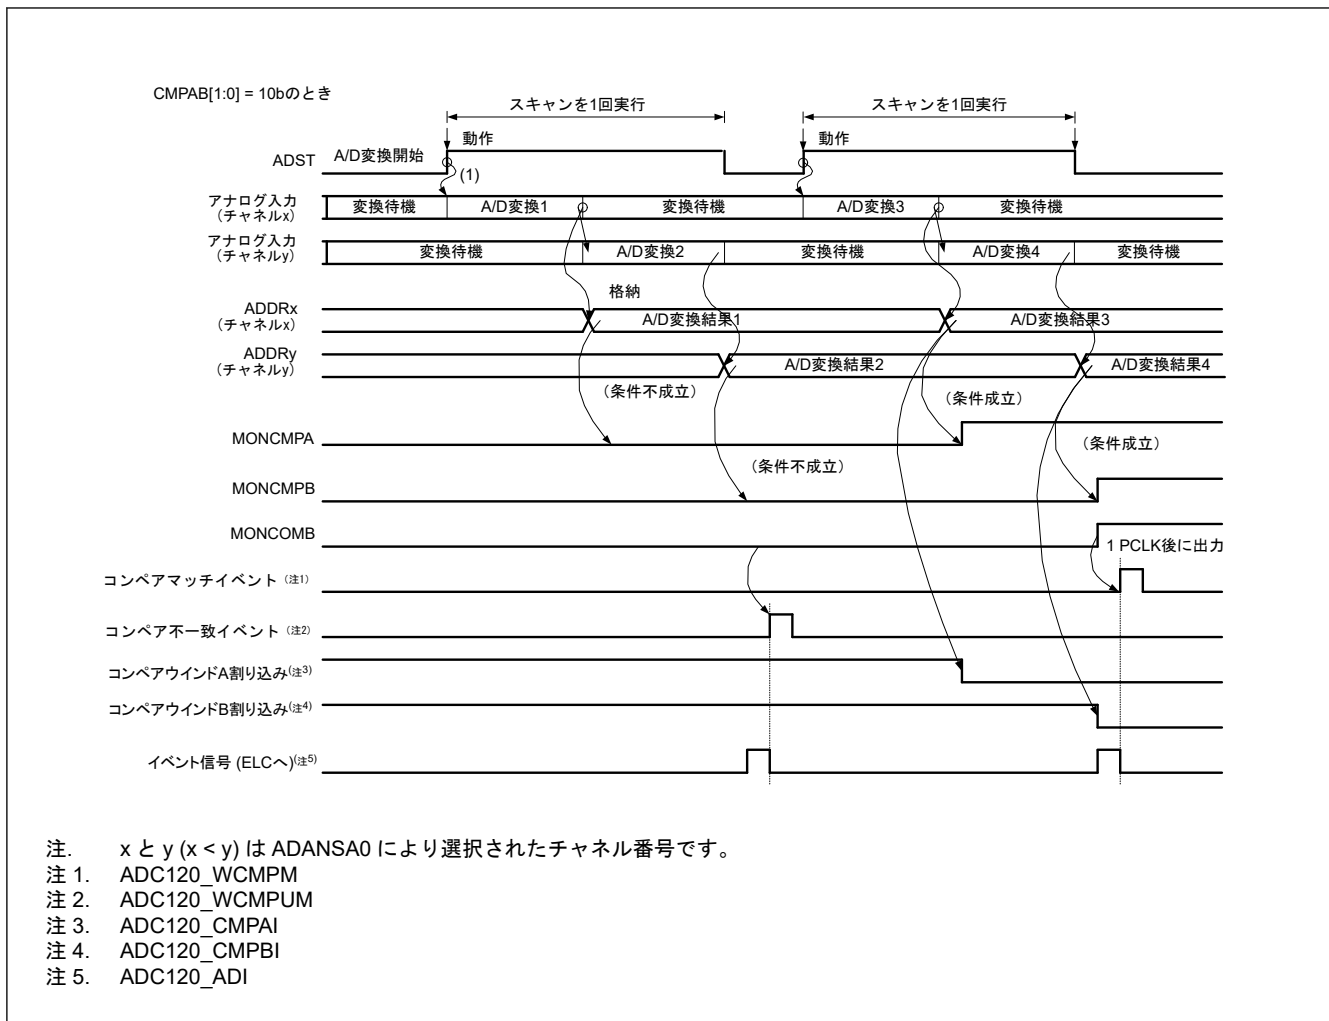 CMPAB[1:0] = 10bのとき
スキャンを1回実行
スキャンを1回実行
ADST
A/D変換開始
動作
動作
(1)
アナログ入力
(チャネルx)
変換待機
A/D変換1
変換待機
A/D変換3
変換待機
アナログ入力
(チャネルy)
変換待機
A/D変換2
変換待機
A/D変換4
変換待機
格納
ADDRx
(チャネルx)
A/D変換結果1
A/D変換結果3
ADDRy
(チャネルy)
A/D変換結果2
A/D変換結果4
(条件不成立)
(条件成立)
MONCMPA
(条件成立)
(条件不成立)
MONCMPB
MONCOMB
1 PCLK後に出力
コンペアマッチイベント (注1)
コンペア不一致イベント (注2)
コンペアウインドA割り込み(注3)
コンペアウインドB割り込み(注4)
イベント信号 (ELCへ)(注5)
注. x と y (x < y) は ADANSA0 により選択されたチャネル番号です。
注 1. ADC120_WCMPM
注 2. ADC120_WCMPUM
注 3. ADC120_CMPAI
注 4. ADC120_CMPBI
注 5. ADC120_ADI